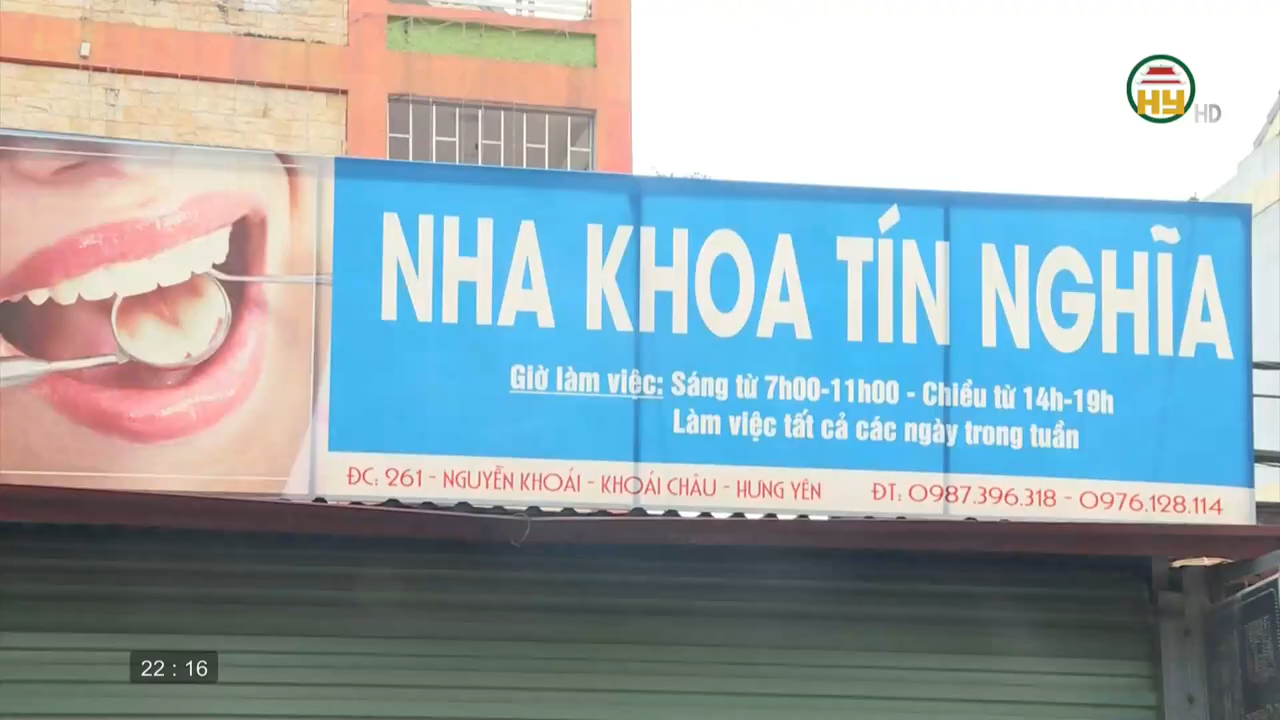 HY HD
NHA KHOA TÍN NGHĨA
Giờ làm việc: Sáng từ 7h00-11h00 - Chiều từ 14h-19h
Làm việc tất cả các ngày trong tuần
ĐC: 261 - NGUYỄN KHOÁI - KHOÁI CHÂU - HƯNG YÊN ĐT: 0987.396.318 - 0976.128.114
22 : 16